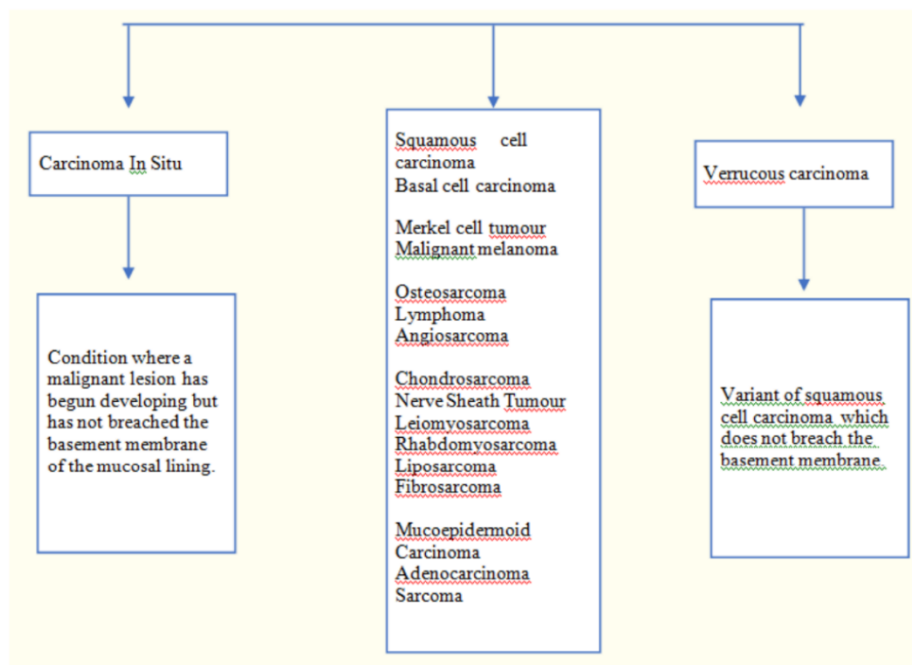 Carcinoma In Situ
Condition where a
malignant lesion has
begun developing but
has not breached the
basement membrane
of the mucosal lining.
Squamous cell
carcinoma
Basal cell carcinoma
Merkel cell tumour
Malignant melanoma
Osteosarcoma
Lymphoma
Angiosarcoma
Chondrosarcoma
Nerve Sheath Tumour
Leiomyosarcoma
Rhabdomyosarcoma
Liposarcoma
Fibrosarcoma
Mucoepidermoid
Carcinoma
Adenocarcinoma
Sarcoma
Verrucous carcinoma
Variant of squamous
cell carcinoma which
does not breach the
basement membrane.